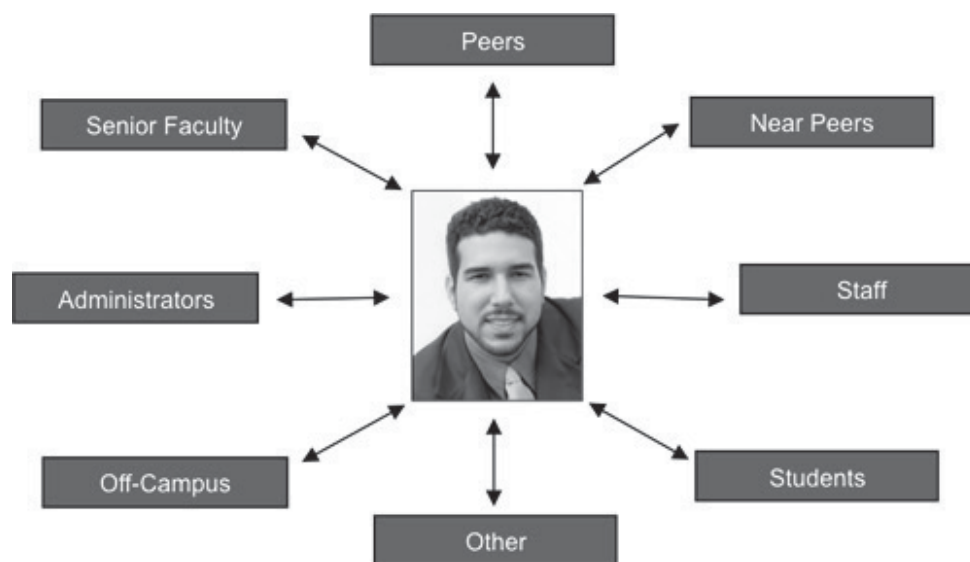 Peers
Senior Faculty
Near Peers
Administrators
Staff
Off-Campus
Students
Other